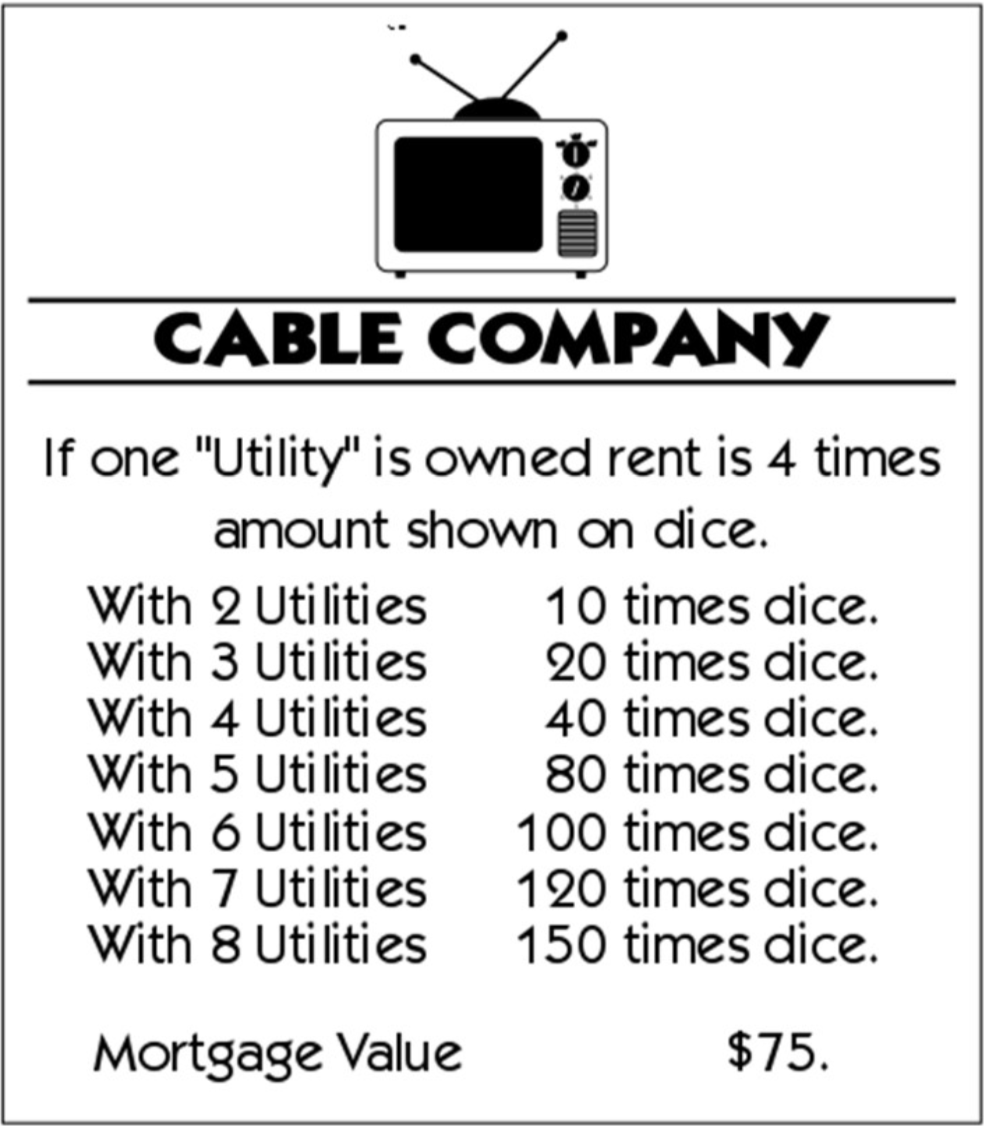 CABLE COMPANY
If one "Utility" is owned rent is 4 times
amount shown on dice.
With 2 Utilities 10 times dice.
With 3 Utilities 20 times dice.
With 4 Utilities 40 times dice.
With 5 Utilities 80 times dice.
With 6 Utilities 100 times dice.
With 7 Utilities 120 times dice.
With 8 Utilities 150 times dice.
Mortgage Value $75.